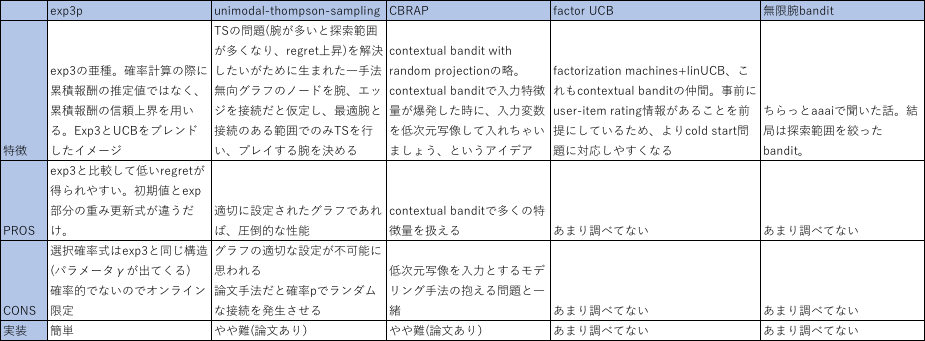 exp3p
unimodal-thompson-sampling
CBRAP
factor UCB
無限腕bandit
特徴
exp3の亜種。確率計算の際に
累積報酬の推定値ではなく、
累積報酬の信頼上界を用い
る。Exp3とUCBをブレンド
したイメージ
TSの問題(腕が多いと探索範囲
が多くなり、regret上昇)を解決
したいがために生まれた一手法
無向グラフのノードを腕、エッ
ジを接続だと仮定し、最適腕と
接続のある範囲でのみTSを行
い、プレイする腕を決める
contextual bandit with
random projectionの略。
contextual banditで入力特徴
量が爆発した時に、入力変数
を低次元写像して入れちゃい
ましょう、というアイデア
factorization machines+linUCB、こ
れもcontextual banditの仲間。事前に
user-item rating情報があることを前
提にしているため、よりcold start問
題に対応しやすくなる
ちらっとaaaiで聞いた話。結
局は探索範囲を絞った
bandit。
PROS
exp3と比較して低いregretが
得られやすい。初期値とexp
部分の重み更新式が違うだ
け。
適切に設定されたグラフであれ
ば、圧倒的な性能
contextual banditで多くの特
徴量を扱える
あまり調べてない
あまり調べてない
CONS
選択確率式はexp3と同じ構造
(パラメータγが出てくる)
確率的でないのでオンライン
限定
グラフの適切な設定が不可能に
思われる
論文手法だと確率pでランダム
な接続を発生させる
低次元写像を入力とするモデ
リング手法の抱える問題と一
緒
あまり調べてない
あまり調べてない
実装
簡単
やや難(論文あり)
やや難(論文あり)
あまり調べてない
あまり調べてない